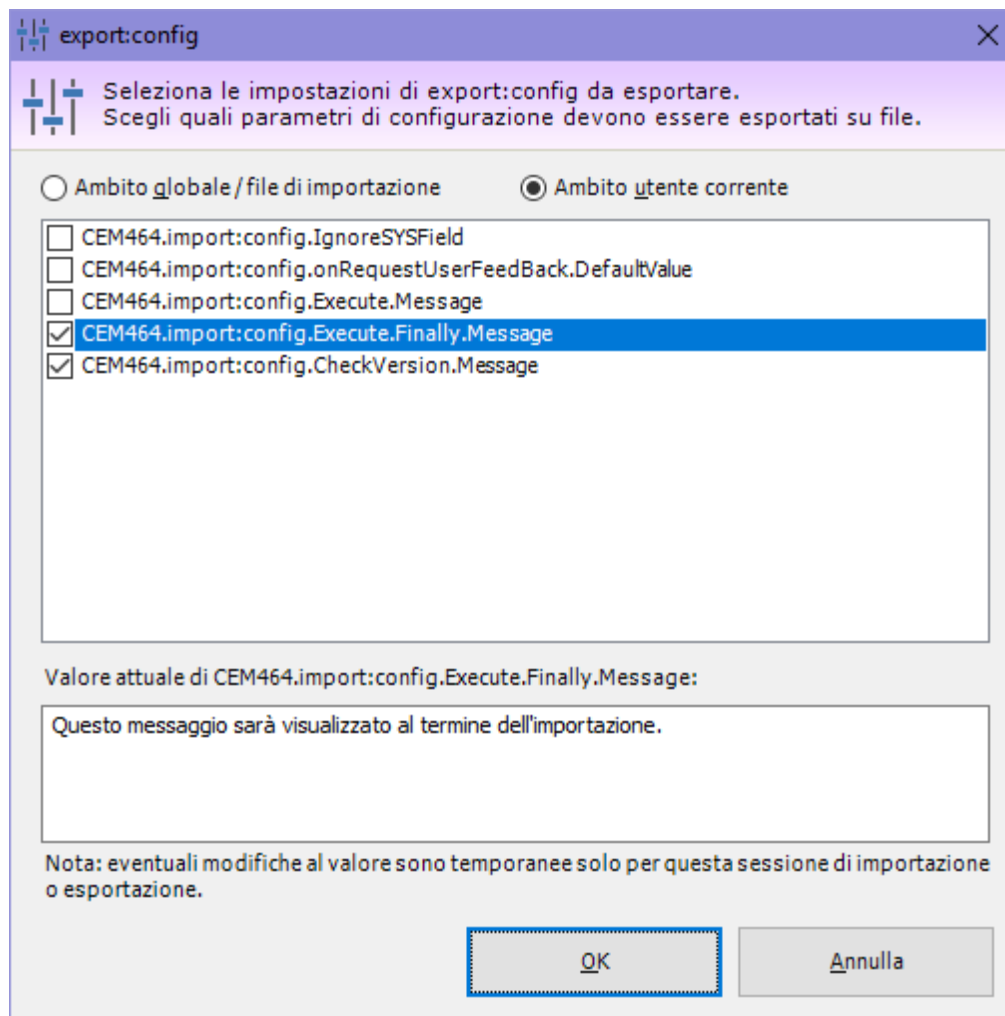 export:config
Seleziona le impostazioni di export:config da esportare.
Scegli quali parametri di configurazione devono essere esportati su file.
Ambito globale / file di importazione
Ambito utente corrente
CEM464.import:config.IgnoreSYSField
CEM464.import:config.onRequestUserFeedBack.DefaultValue
CEM464.import:config.Execute.Message
CEM464.import:config.Execute.Finally.Message
CEM464.import:config.CheckVersion.Message
Valore attuale di CEM464.import:config.Execute.Finally.Message:
Questo messaggio sarà visualizzato al termine dell'importazione.
Nota: eventuali modifiche al valore sono temporanee solo per questa sessione di importazione
o esportazione.
OK
Annulla